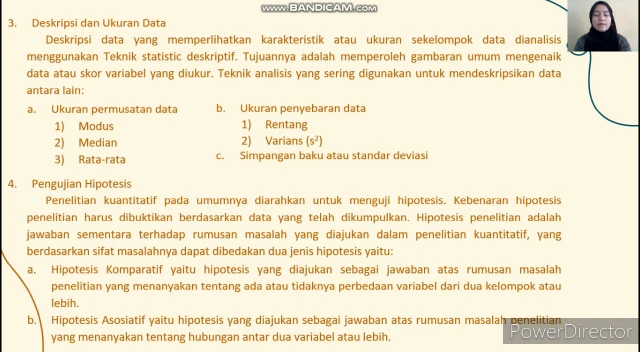 www.BANDICAM.com
3. Deskripsi dan Ukuran Data
Deskripsi data yang memperlihatkan karakteristik atau ukuran sekelompok data dianalisis
menggunakan Teknik statistic deskriptif. Tujuannya adalah memperoleh gambaran umum mengenaik
data atau skor variabel yang diukur. Teknik analisis yang sering digunakan untuk mendeskripsikan data
antara lain:
a. Ukuran permusatan data
1) Modus
2) Median
3) Rata-rata
b. Ukuran penyebaran data
1) Rentang
2) Varians (s²)
c. Simpangan baku atau standar deviasi
4. Pengujian Hipotesis
Penelitian kuantitatif pada umumnya diarahkan untuk menguji hipotesis. Kebenaran hipotesis
penelitian harus dibuktikan berdasarkan data yang telah dikumpulkan. Hipotesis penelitian adalah
jawaban sementara terhadap rumusan masalah yang diajukan dalam penelitian kuantitatif, yang
berdasarkan sifat masalahnya dapat dibedakan dua jenis hipotesis yaitu:
a. Hipotesis Komparatif yaitu hipotesis yang diajukan sebagai jawaban atas rumusan masalah
penelitian yang menanyakan tentang ada atau tidaknya perbedaan variabel dari dua kelompok atau
lebih.
b. Hipotesis Asosiatif yaitu hipotesis yang diajukan sebagai jawaban atas rumusan masalah penelitian
yang menanyakan tentang hubungan antar dua variabel atau lebih.
PowerDirector